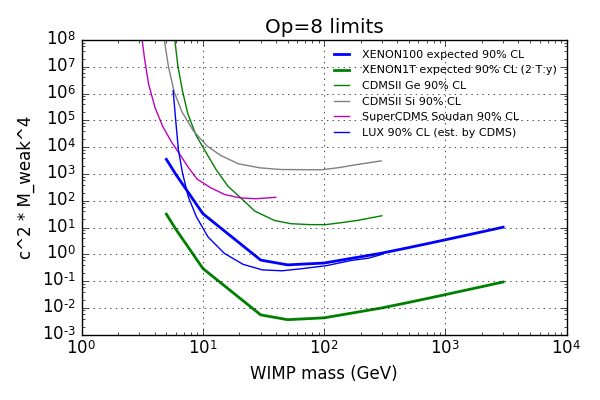 Op=8 limits
c^2 * M_weak^4
10^8
10^7
10^6
10^5
10^4
10^3
10^2
10^1
10^0
10^-1
10^-2
10^-3
XENON100 expected 90% CL
XENON1T expected 90% CL (2 T.y)
CDMSII Ge 90% CL
CDMSII Si 90% CL
SuperCDMS Soudan 90% CL
LUX 90% CL (est. by CDMS)
10^0 10^1 10^2 10^3 10^4
WIMP mass (GeV)